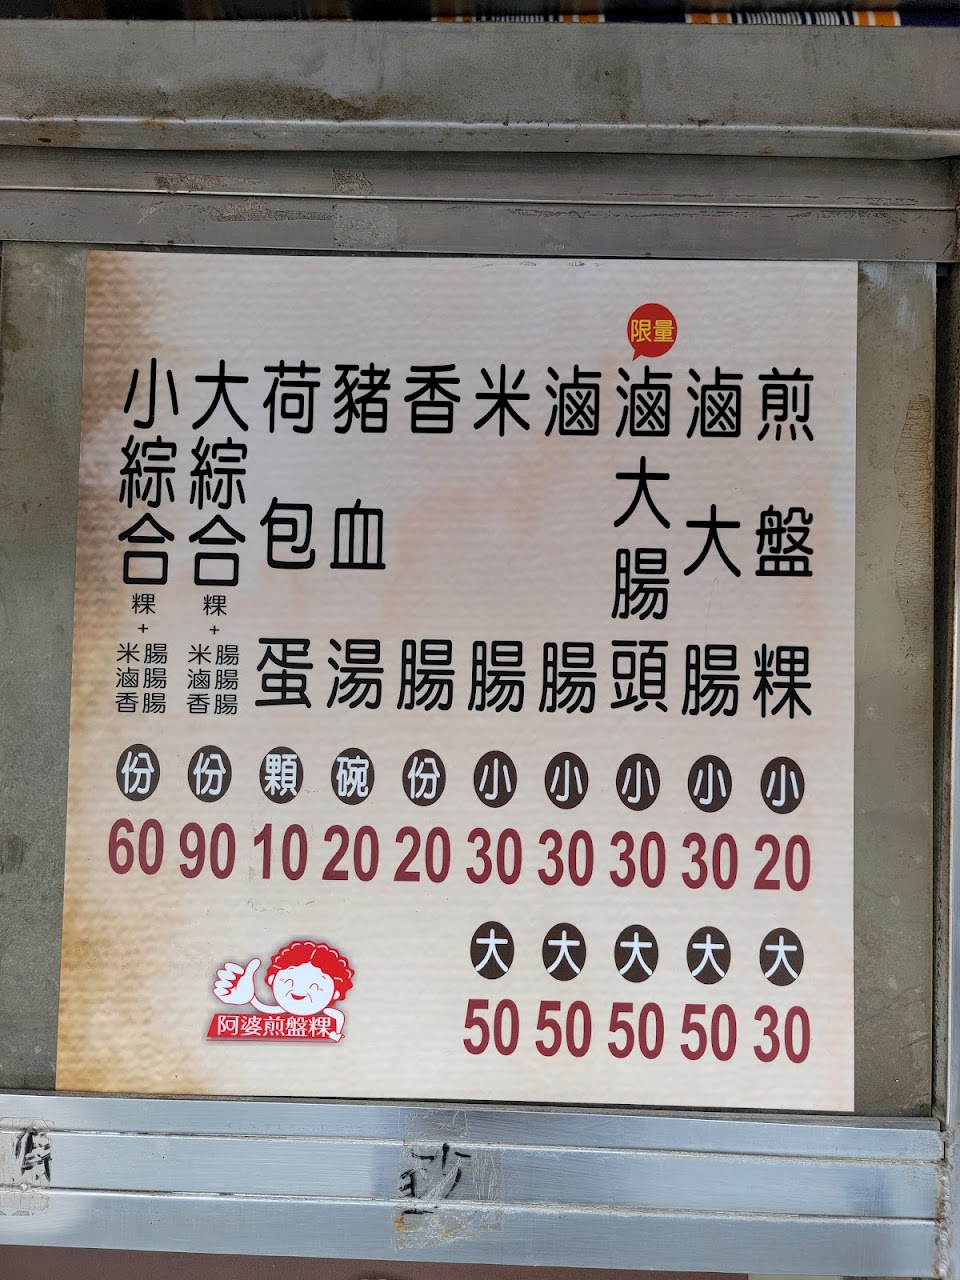 限量
煎盤粿 小 20 大 30
滷大腸 小 30 大 50
滷大腸頭 小 30 大 50
滷腸 小 30 大 50
米腸 小 30 大 50
香腸 份 20
豬血湯 碗 20
荷包蛋 顆 10
大綜合 粿+米腸滷腸香腸 份 90
小綜合 粿+米腸滷腸香腸 份 60
阿婆煎盤粿